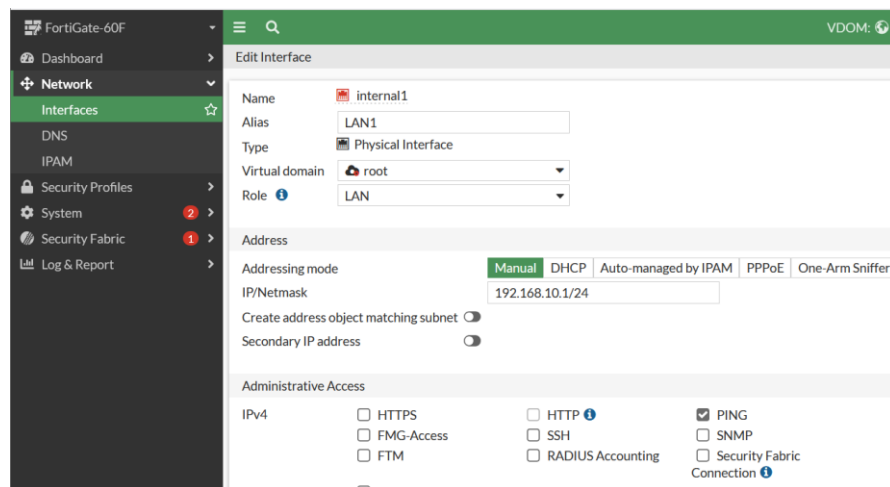 FortiGate-60F
VDOM:
Dashboard
Network
Interfaces
DNS
IPAM
Security Profiles
System 2
Security Fabric 1
Log & Report
Edit Interface
Name internal1
Alias LAN1
Type Physical Interface
Virtual domain root
Role LAN
Address
Addressing mode Manual DHCP Auto-managed by IPAM PPPoE One-Arm Sniffer
IP/Netmask 192.168.10.1/24
Create address object matching subnet
Secondary IP address
Administrative Access
IPv4 HTTPS HTTP PING
FMG-Access SSH SNMP
FTM RADIUS Accounting Security Fabric
Connection